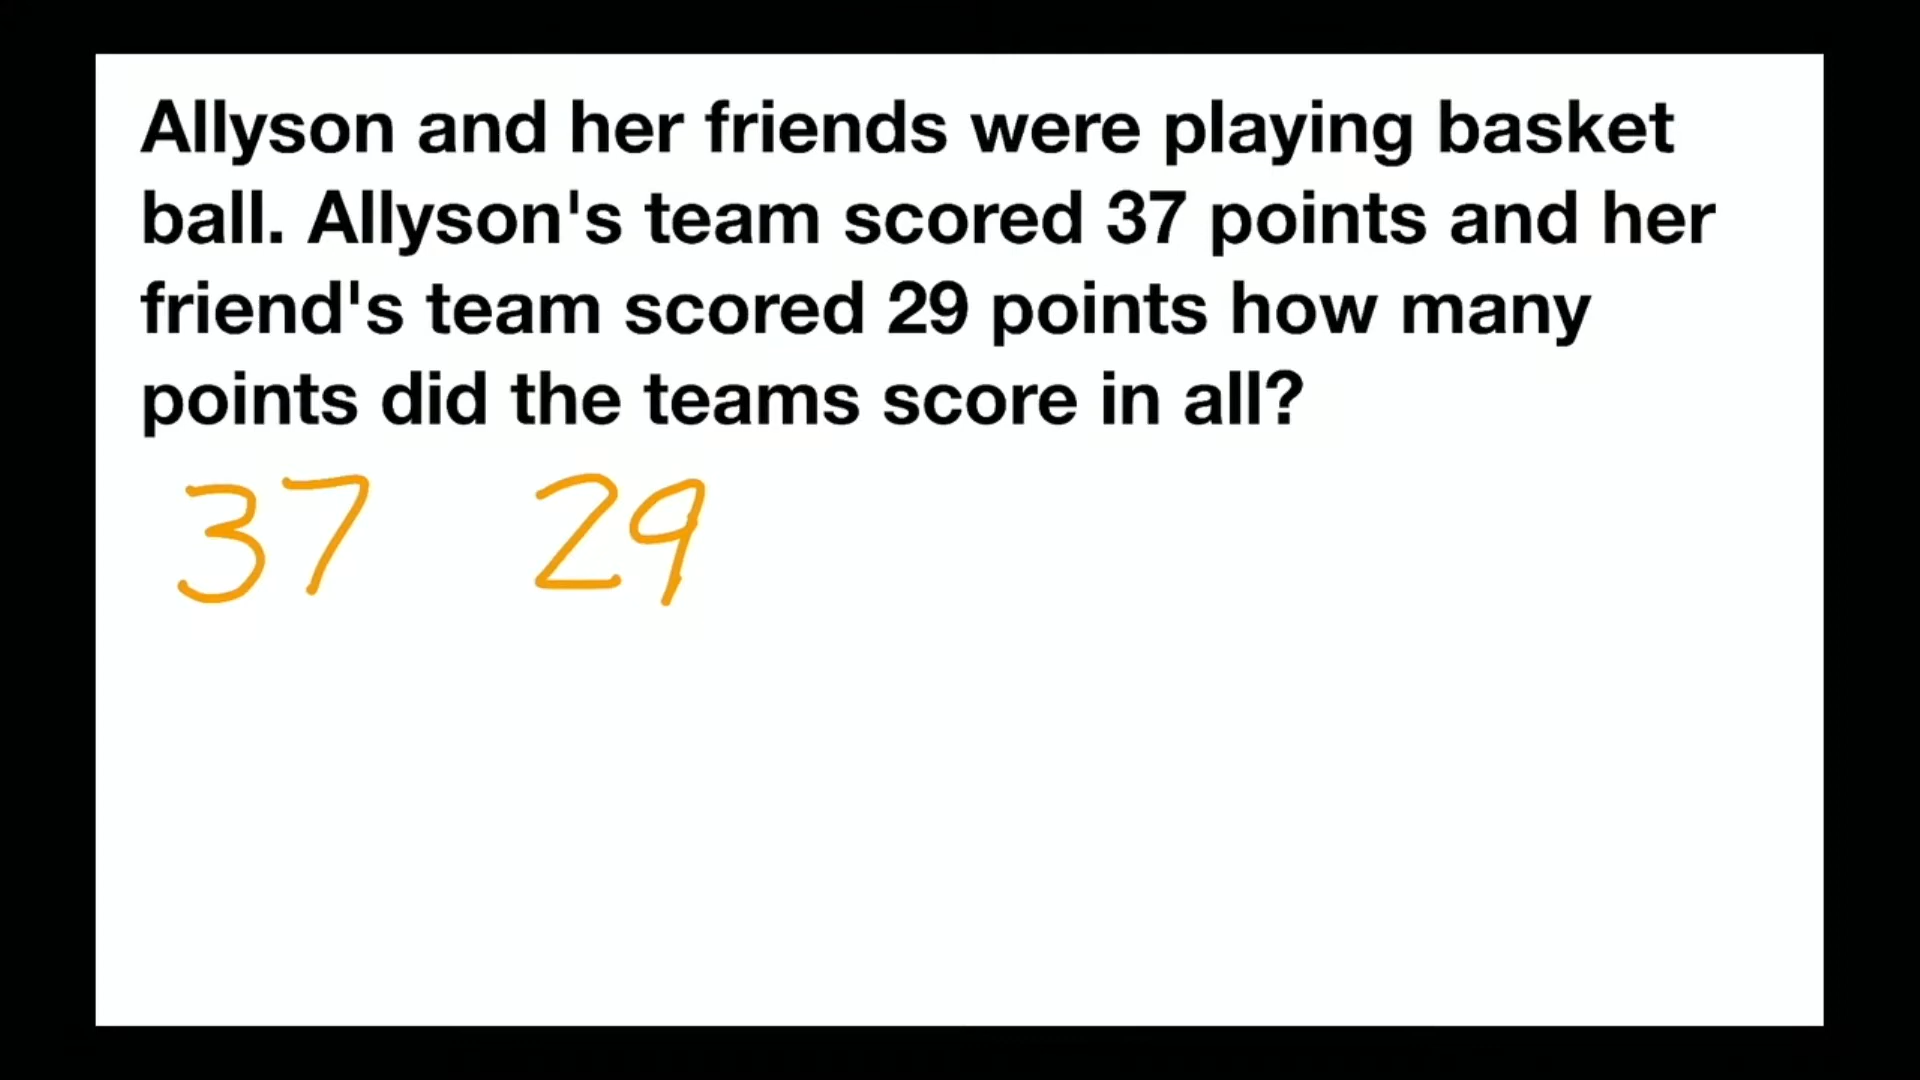 Allyson and her friends were playing basket
ball. Allyson's team scored 37 points and her
friend's team scored 29 points how many
points did the teams score in all?
37 29